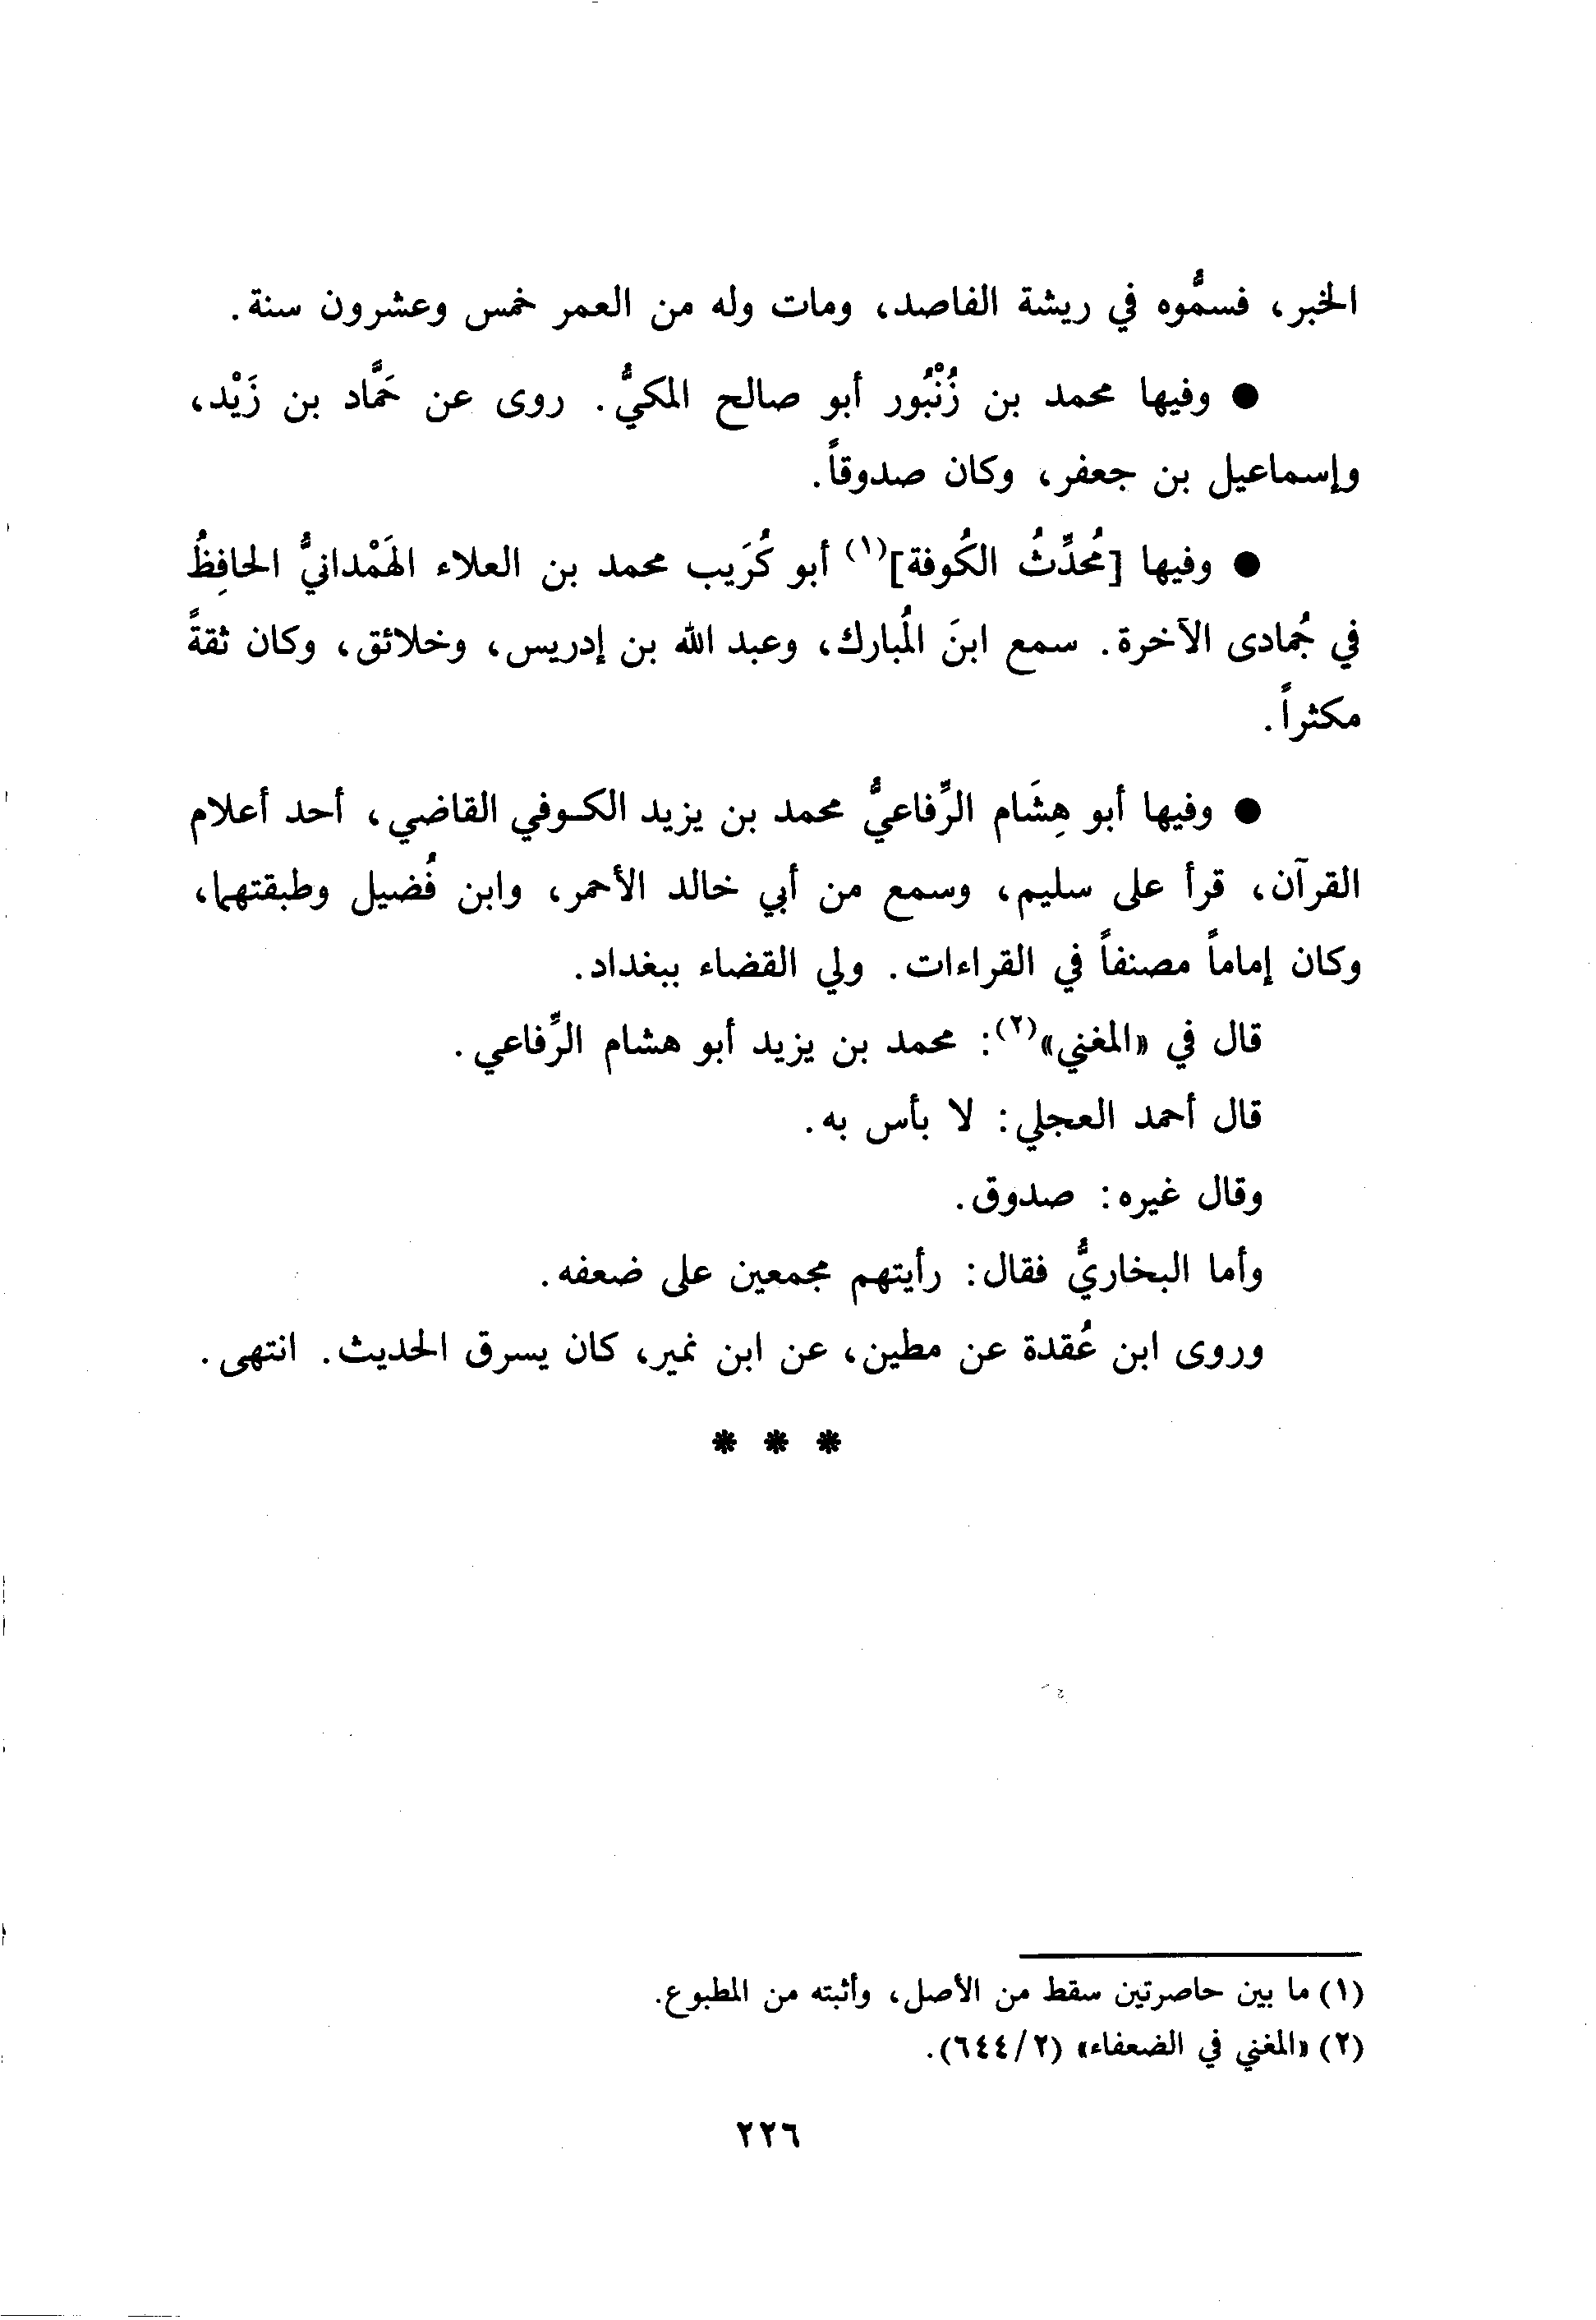 الخبر، فسمُّوه في ريشة الفاصد، ومات وله من العمر خمس وعشرون سنة.
● وفيها محمد بن زُنْبُور أبو صالح المكيُّ. روى عن حَمَّاد بن زَيْد،
وإسماعيل بن جعفر، وكان صدوقاً.
● وفيها [مُحدِّثُ الكُوفة](١) أبو كُرَيب محمد بن العلاء الهَمْدانيُّ الحافِظُ
في جُمادى الآخرة. سمع ابنَ المُبارك، وعبد الله بن إدريس، وخلائق، وكان ثقةً
مكثراً.
● وفيها أبو هِشَام الرِّفاعيُّ محمد بن يزيد الكوفي القاضي، أحد أعلام
القرآن، قرأ على سليم، وسمع من أبي خالد الأحمر، وابن فُضيل وطبقتهما،
وكان إماماً مصنفاً في القراءات. ولي القضاء ببغداد.
قال في «المغني»(٢): محمد بن يزيد أبو هشام الرِّفاعي.
قال أحمد العجلي: لا بأس به.
وقال غيره: صدوق.
وأما البخاريُّ فقال: رأيتهم مجمعين على ضعفه.
وروى ابن عُقدة عن مطين، عن ابن نمير، كان يسرق الحديث. انتهى.
* * *
(١) ما بين حاصرتين سقط من الأصل، وأثبته من المطبوع.
(٢) «المغني في الضعفاء» (٢/٦٤٤).
٢٢٦